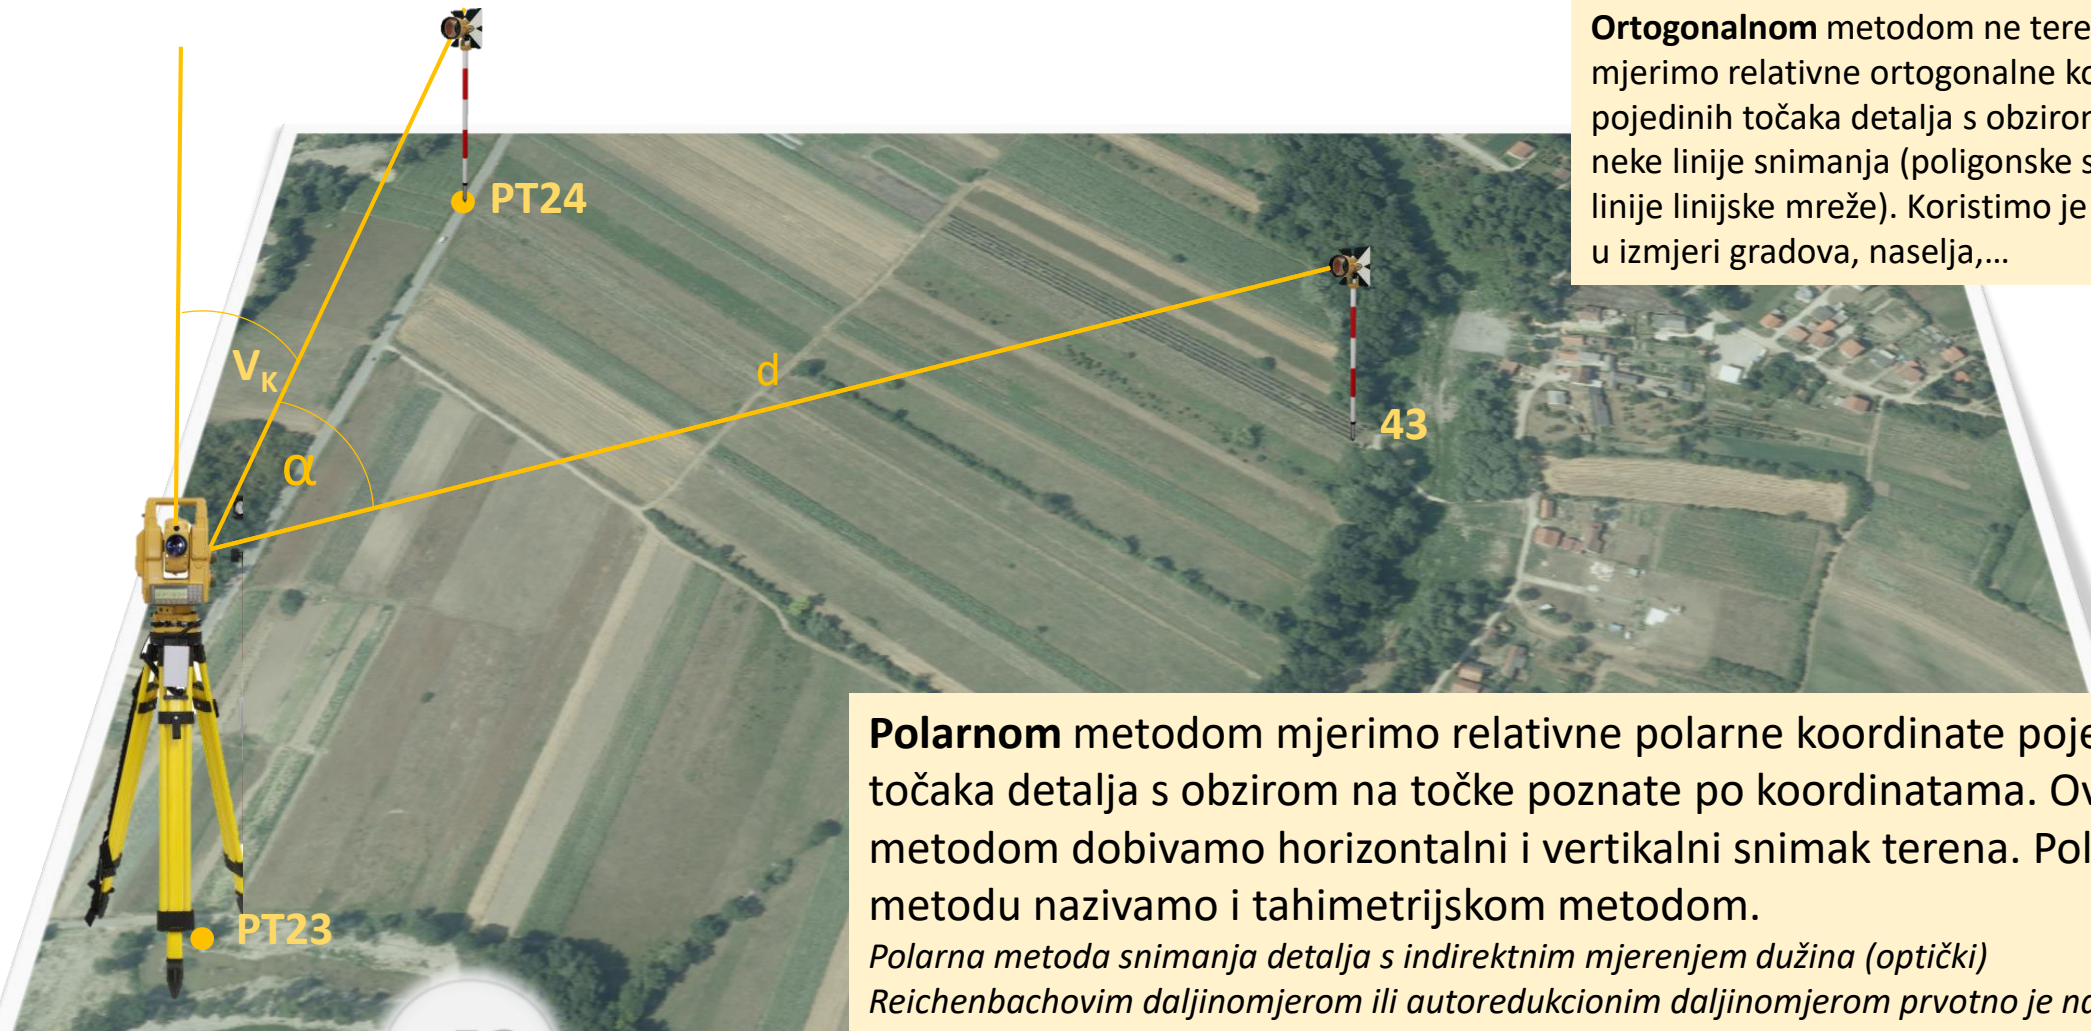 Ortogonalnom metodom ne tere
mjerimo relativne ortogonalne ko
pojedinih točaka detalja s obzirom
neke linije snimanja (poligonske s
linije linijske mreže). Koristimo je
u izmjeri gradova, naselja,...
PT24
V_K
d
43
α
PT23
Polarnom metodom mjerimo relativne polarne koordinate poje
točaka detalja s obzirom na točke poznate po koordinatama. Ov
metodom dobivamo horizontalni i vertikalni snimak terena. Pol
metodu nazivamo i tahimetrijskom metodom.
Polarna metoda snimanja detalja s indirektnim mjerenjem dužina (optički)
Reichenbachovim daljinomjerom ili autoredukcionim daljinomjerom prvotno je na